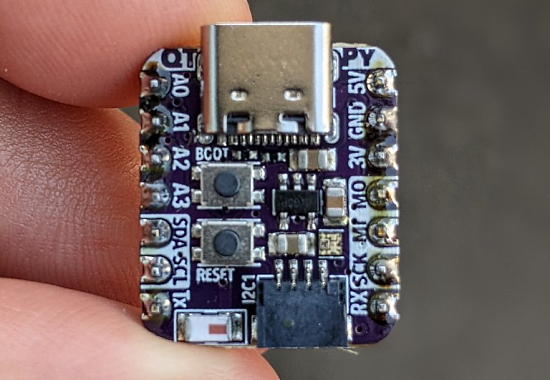 QT PY
A0
A1
A2
A3
SDA
SCL
TX
BOOT
RESET
I2C
5V
GND
3V
MO
MI
SCK
RX